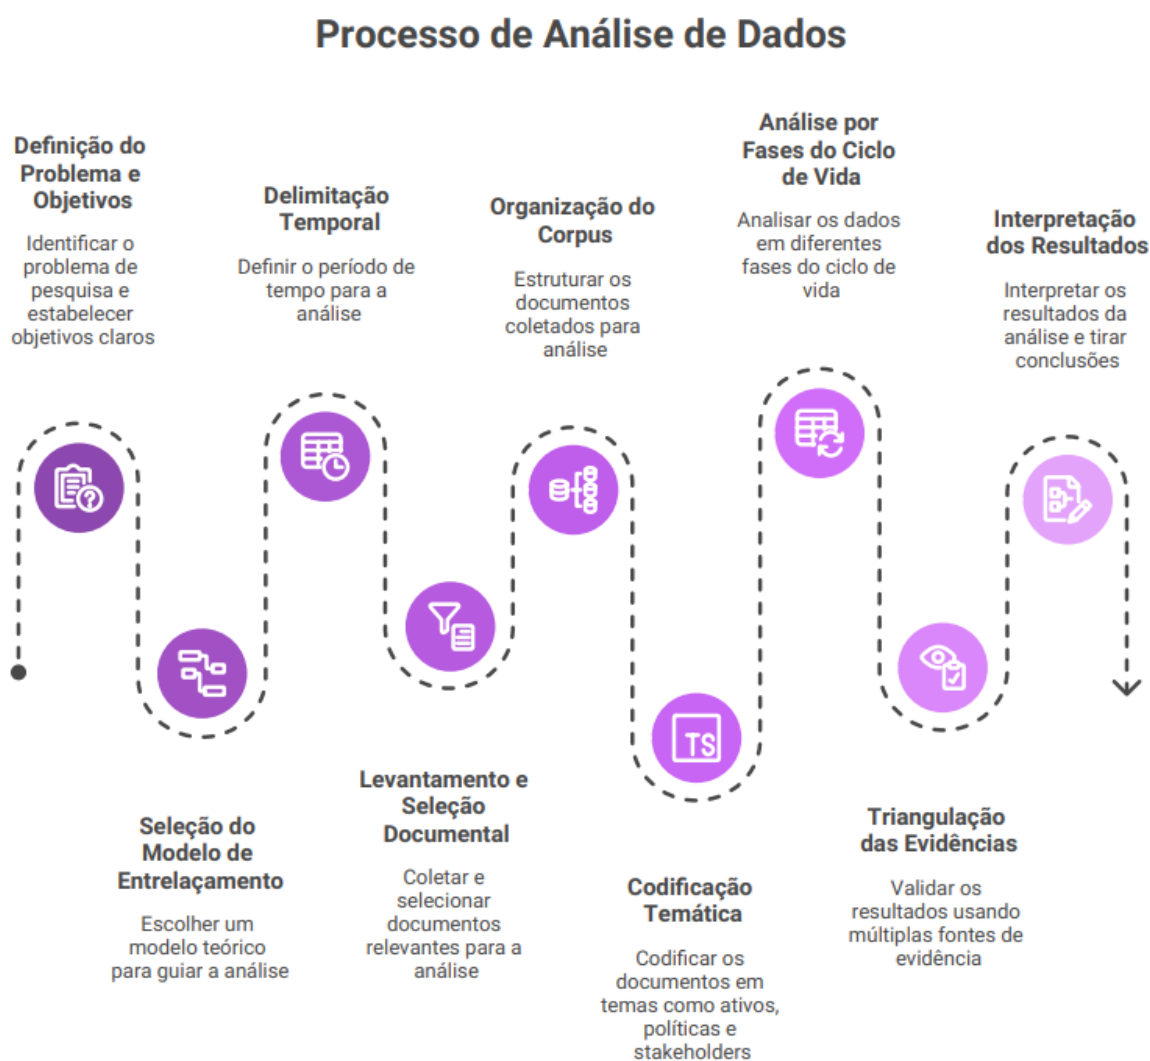 Processo de Análise de Dados
Definição do
Problema e
Objetivos
Identificar o
problema de
pesquisa e
estabelecer
objetivos claros
Seleção do
Modelo de
Entrelaçamento
Escolher um
modelo teórico
para guiar a análise
Delimitação
Temporal
Definir o período de
tempo para a
análise
Levantamento e
Seleção
Documental
Coletar e
selecionar
documentos
relevantes para a
análise
Organização do
Corpus
Estruturar os
documentos
coletados para
análise
TS
Codificação
Temática
Codificar os
documentos em
temas como ativos,
políticas e
stakeholders
Análise por
Fases do Ciclo
de Vida
Analisar os dados
em diferentes
fases do ciclo de
vida
Triangulação
das Evidências
Validar os
resultados usando
múltiplas fontes de
evidência
Interpretação
dos Resultados
Interpretar os
resultados da
análise e tirar
conclusões